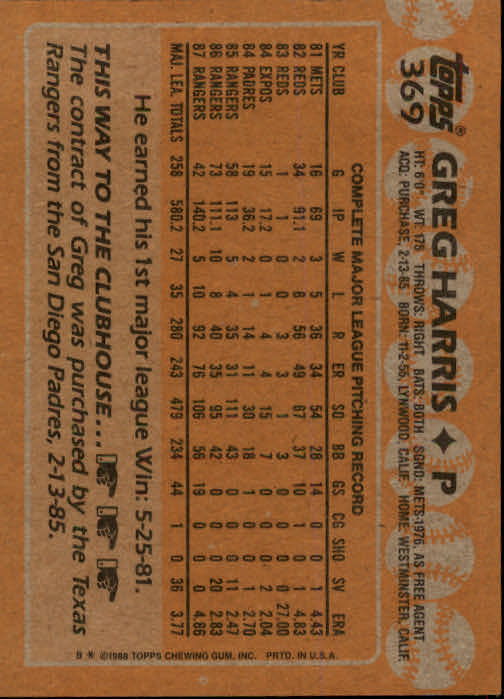 topps®
369
GREG HARRIS ✦ P
HT: 6'0" WT: 178 THROWS: RIGHT BATS: BOTH SGND: METS-1976, AS FREE AGENT
ACQ: PURCHASE, 2-13-85 BORN: 11-2-56, LYNWOOD, CALIF. HOME: WESTMINSTER, CALIF.
COMPLETE MAJOR LEAGUE PITCHING RECORD
YR CLUB G IP W L R ER SO BB GS CG SHO SV ERA
81 METS 16 69 3 5 36 34 54 28 14 0 0 1 4.43
82 REDS 34 91.1 2 6 56 49 67 37 10 1 0 1 4.83
83 REDS 1 1 0 0 3 3 1 3 0 0 0 0 27.00
84 EXPOS 15 17.2 0 1 4 4 15 7 0 0 0 2 2.04
84 PADRES 19 36.2 2 1 14 11 30 18 1 0 0 1 2.70
85 RANGERS 58 113 5 4 35 31 111 43 0 0 0 11 2.47
86 RANGERS 73 111.1 10 8 40 35 95 42 0 0 0 20 2.83
87 RANGERS 42 140.2 5 10 92 76 106 56 19 0 0 0 4.86
MAJ. LEA. TOTALS 258 580.2 27 35 280 243 479 234 44 1 0 36 3.77
He earned his 1st major league Win: 5-25-81.
THIS WAY TO THE CLUBHOUSE...
The contract of Greg was purchased by the Texas
Rangers from the San Diego Padres, 2-13-85.
B * ©1988 TOPPS CHEWING GUM, INC. PRTD. IN U.S.A.